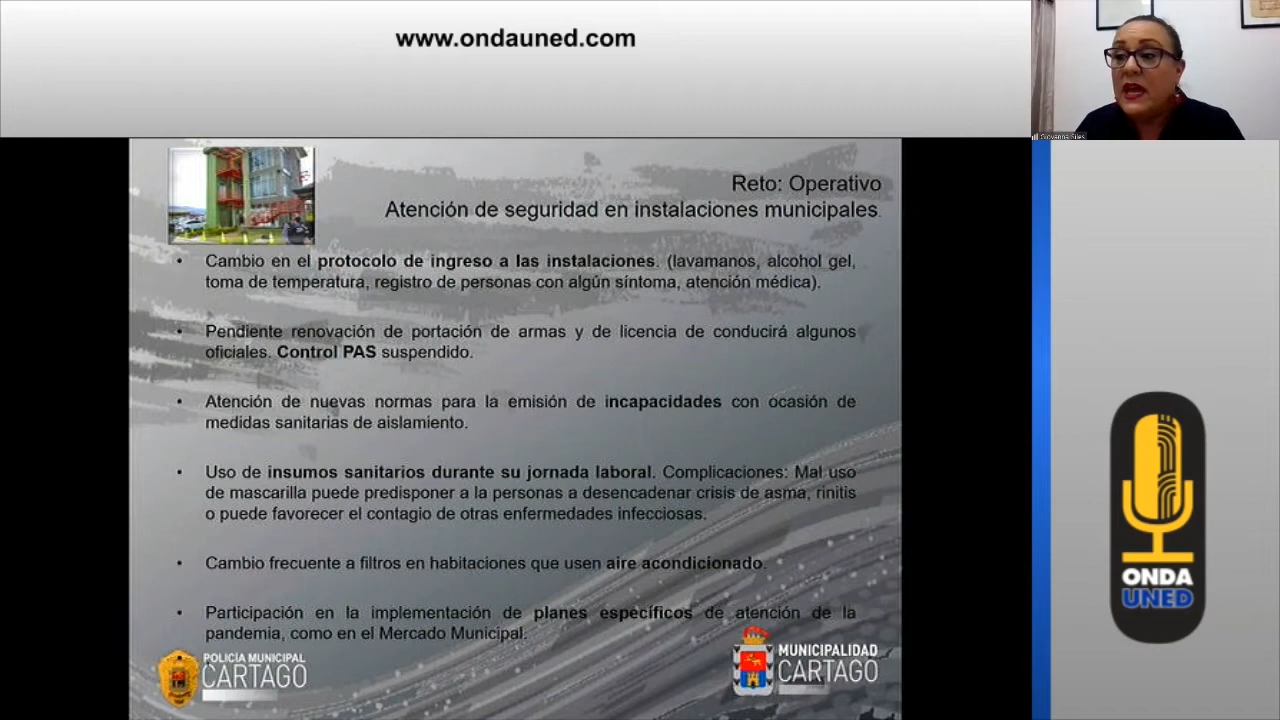 www.ondauned.com
Giovanna Siles
Reto: Operativo
Atención de seguridad en instalaciones municipales.
• Cambio en el protocolo de ingreso a las instalaciones. (lavamanos, alcohol gel,
toma de temperatura, registro de personas con algún síntoma, atención médica).
• Pendiente renovación de portación de armas y de licencia de conducirá algunos
oficiales. Control PAS suspendido.
• Atención de nuevas normas para la emisión de incapacidades con ocasión de
medidas sanitarias de aislamiento.
• Uso de insumos sanitarios durante su jornada laboral. Complicaciones: Mal uso
de mascarilla puede predisponer a la personas a desencadenar crisis de asma, rinitis
o puede favorecer el contagio de otras enfermedades infecciosas.
• Cambio frecuente a filtros en habitaciones que usen aire acondicionado.
• Participación en la implementación de planes específicos de atención de la
pandemia, como en el Mercado Municipal.
POLICÍA MUNICIPAL
CARTAGO
MUNICIPALIDAD
CARTAGO
ONDA
UNED